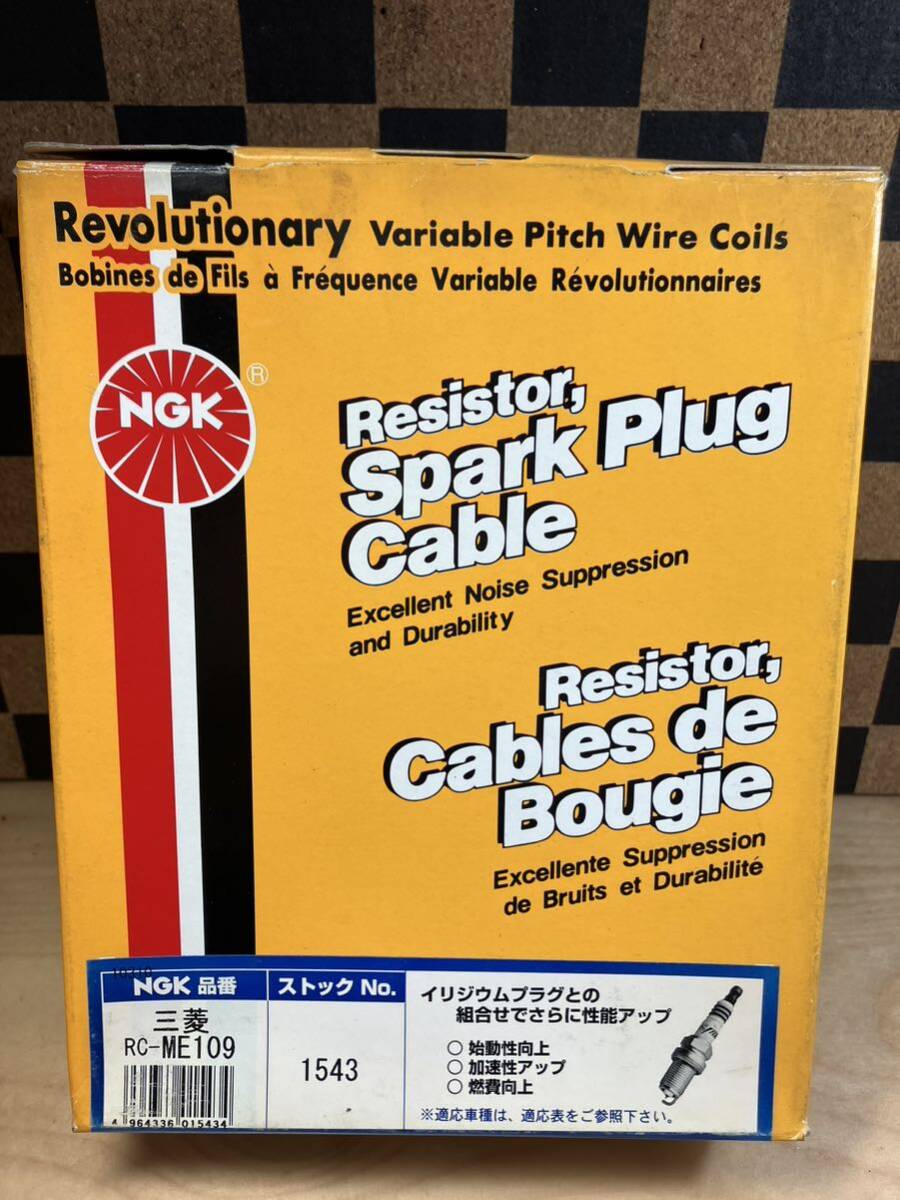 Revolutionary Variable Pitch Wire Coils
Bobines de Fils à Fréquence Variable Révolutionnaires
NGK
®
Resistor,
Spark Plug
Cable
Excellent Noise Suppression
and Durability
Resistor,
Cables de
Bougie
Excellente Suppression
de Bruits et Durabilité
NGK 品番
三菱
RC-ME109
4 964336 015434
ストック No.
1543
イリジウムプラグとの
組合せでさらに性能アップ
○ 始動性向上
○ 加速性アップ
○ 燃費向上
※適応車種は、適応表をご参照下さい。